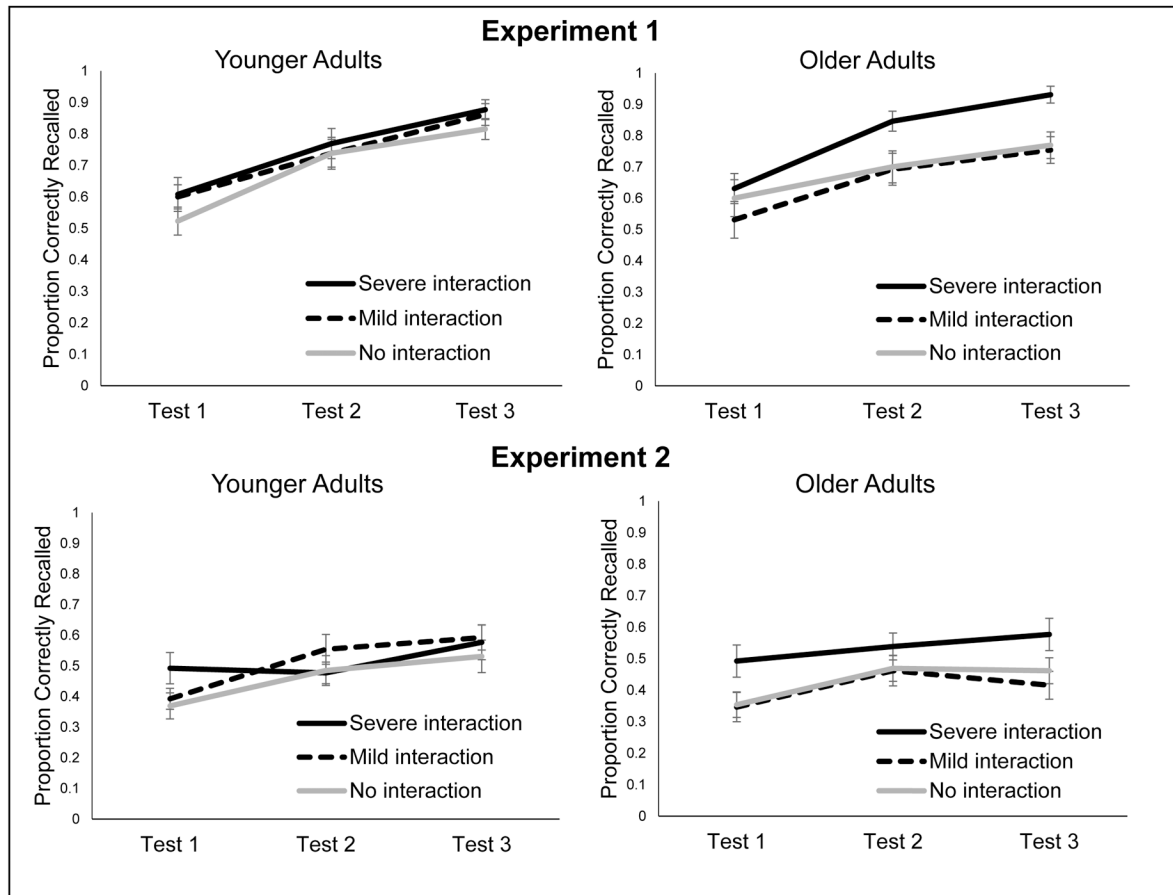 Experiment 1
Younger Adults
Proportion Correctly Recalled
1
0.9
0.8
0.7
0.6
0.5
0.4
0.3
0.2
0.1
0
Severe interaction
Mild interaction
No interaction
Test 1 Test 2 Test 3
Older Adults
Proportion Correctly Recalled
1
0.9
0.8
0.7
0.6
0.5
0.4
0.3
0.2
0.1
0
Severe interaction
Mild interaction
No interaction
Test 1 Test 2 Test 3
Experiment 2
Younger Adults
Proportion Correctly Recalled
1
0.9
0.8
0.7
0.6
0.5
0.4
0.3
0.2
0.1
0
Severe interaction
Mild interaction
No interaction
Test 1 Test 2 Test 3
Older Adults
Proportion Correctly Recalled
1
0.9
0.8
0.7
0.6
0.5
0.4
0.3
0.2
0.1
0
Severe interaction
Mild interaction
No interaction
Test 1 Test 2 Test 3